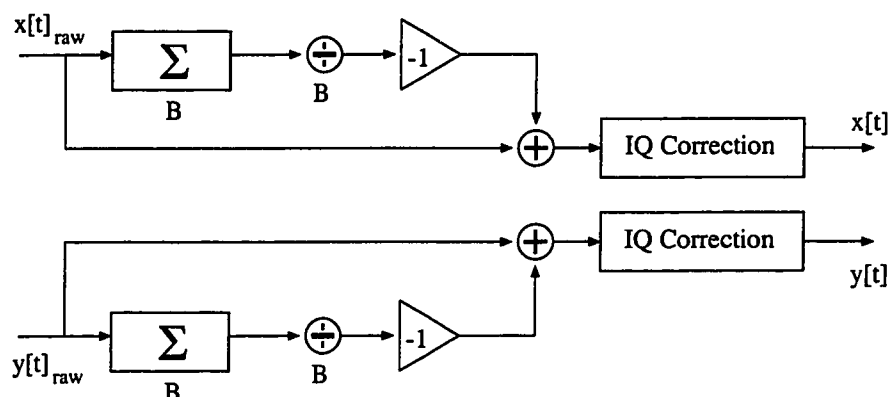 x[t] raw
Σ
B
÷
B
-1
+
IQ Correction
x[t]
+
IQ Correction
y[t]
y[t] raw
Σ
B
÷
B
-1